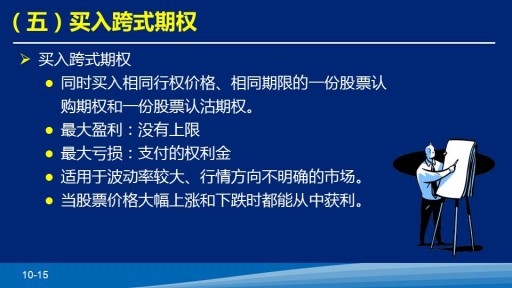 （五）买入跨式期权
买入跨式期权
同时买入相同行权价格、相同期限的一份股票认
购期权和一份股票认沽期权。
最大盈利：没有上限
最大亏损：支付的权利金
适用于波动率较大、行情方向不明确的市场。
当股票价格大幅上涨和下跌时都能从中获利。
10-15